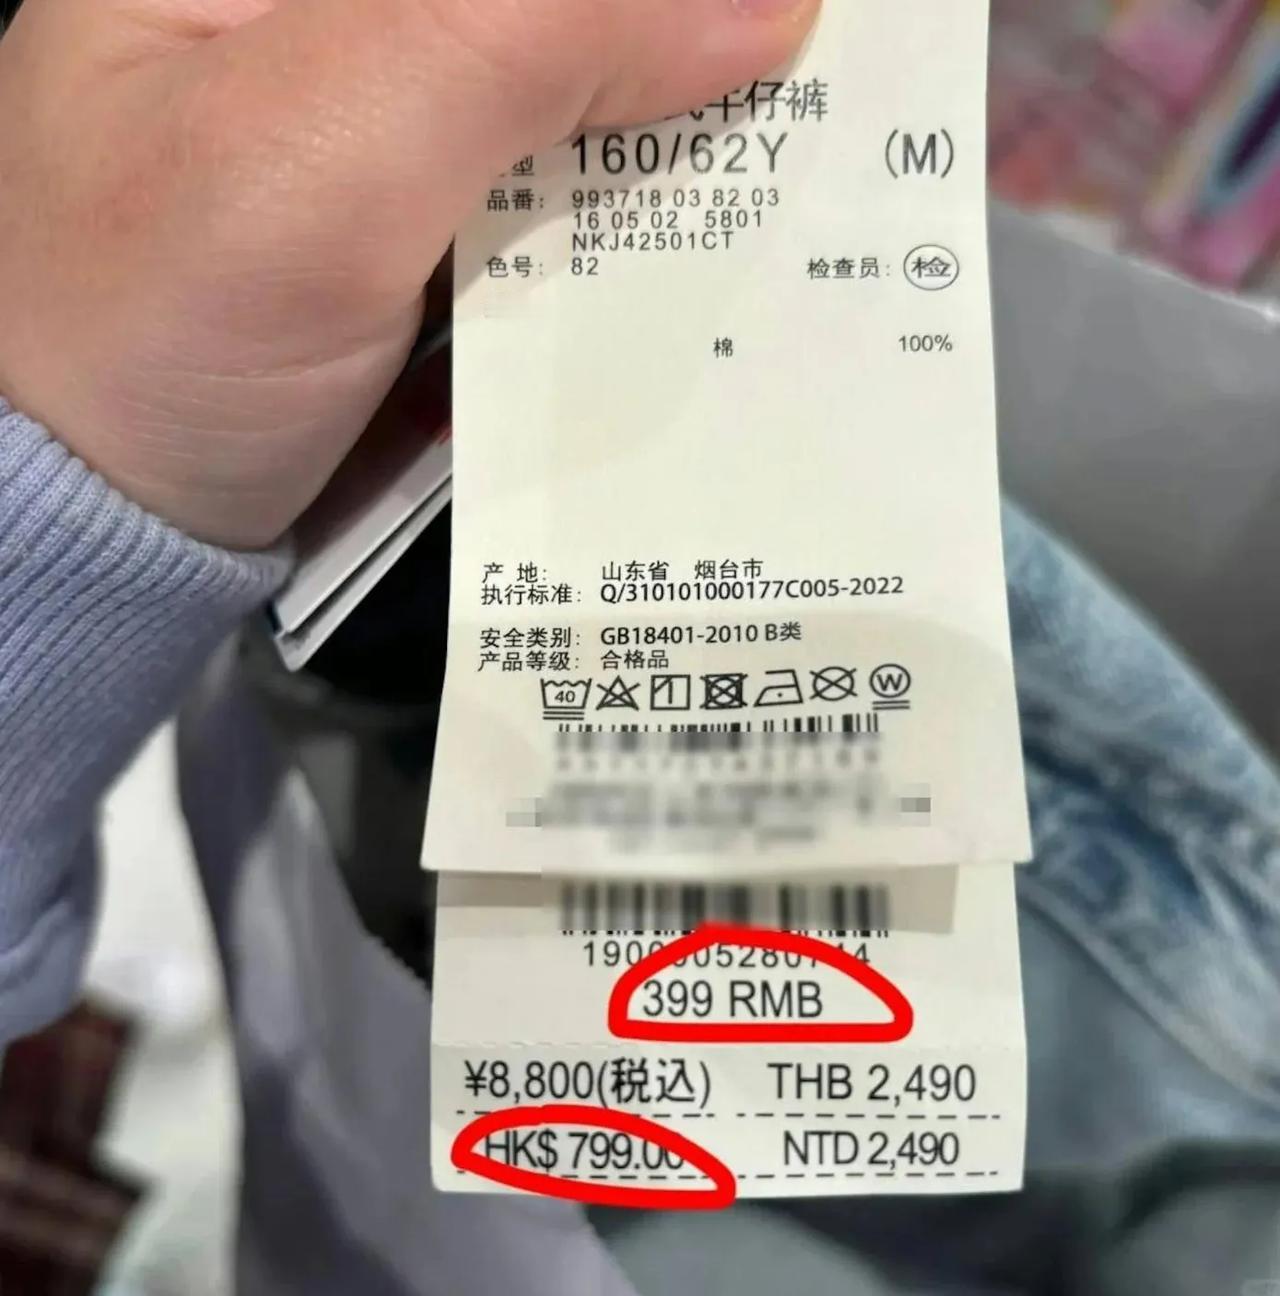 牛仔裤
型 160/62Y (M)
品番: 993718 03 82 03
16 05 02 5801
NKJ42501CT
色号: 82 检查员: 检
棉 100%
产 地: 山东省 烟台市
执行标准: Q/310101000177C005-2022
安全类别: GB18401-2010 B类
产品等级: 合格品
40 W
399 RMB
¥8,800(税込) THB 2,490
HK$ 799.00 NTD 2,490